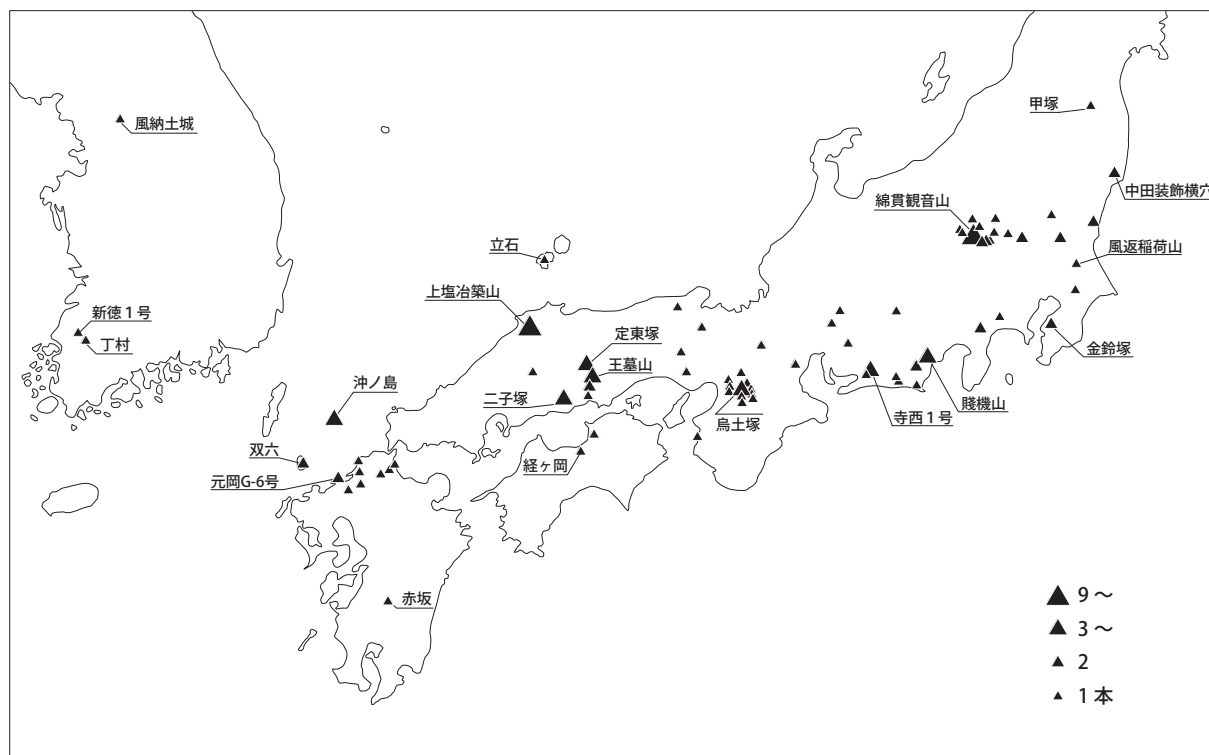 風納土城
甲塚
中田装飾横穴
綿貫観音山
立石
風返稲荷山
上塩冶築山
新徳1号
定東塚
丁村
王墓山
金鈴塚
沖ノ島
二子塚
賤機山
烏土塚
寺西1号
双六
経ヶ岡
元岡G-6号
赤坂
9～
3～
2
1本